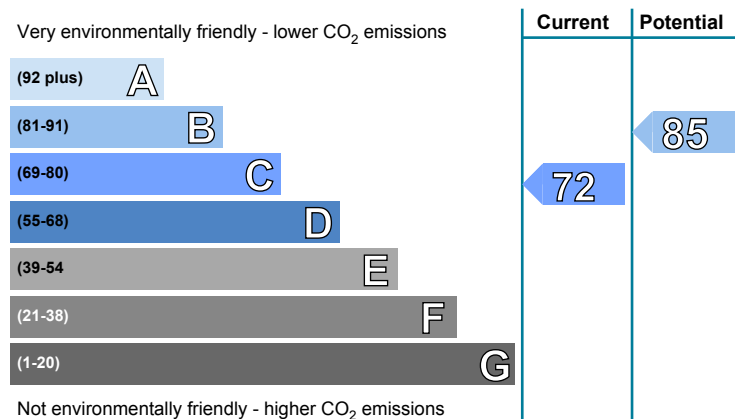 Very environmentally friendly - lower CO₂ emissions
Current Potential
(92 plus) A
(81-91) B
85
(69-80) C
72
(55-68) D
(39-54 E
(21-38) F
(1-20) G
Not environmentally friendly - higher CO₂ emissions